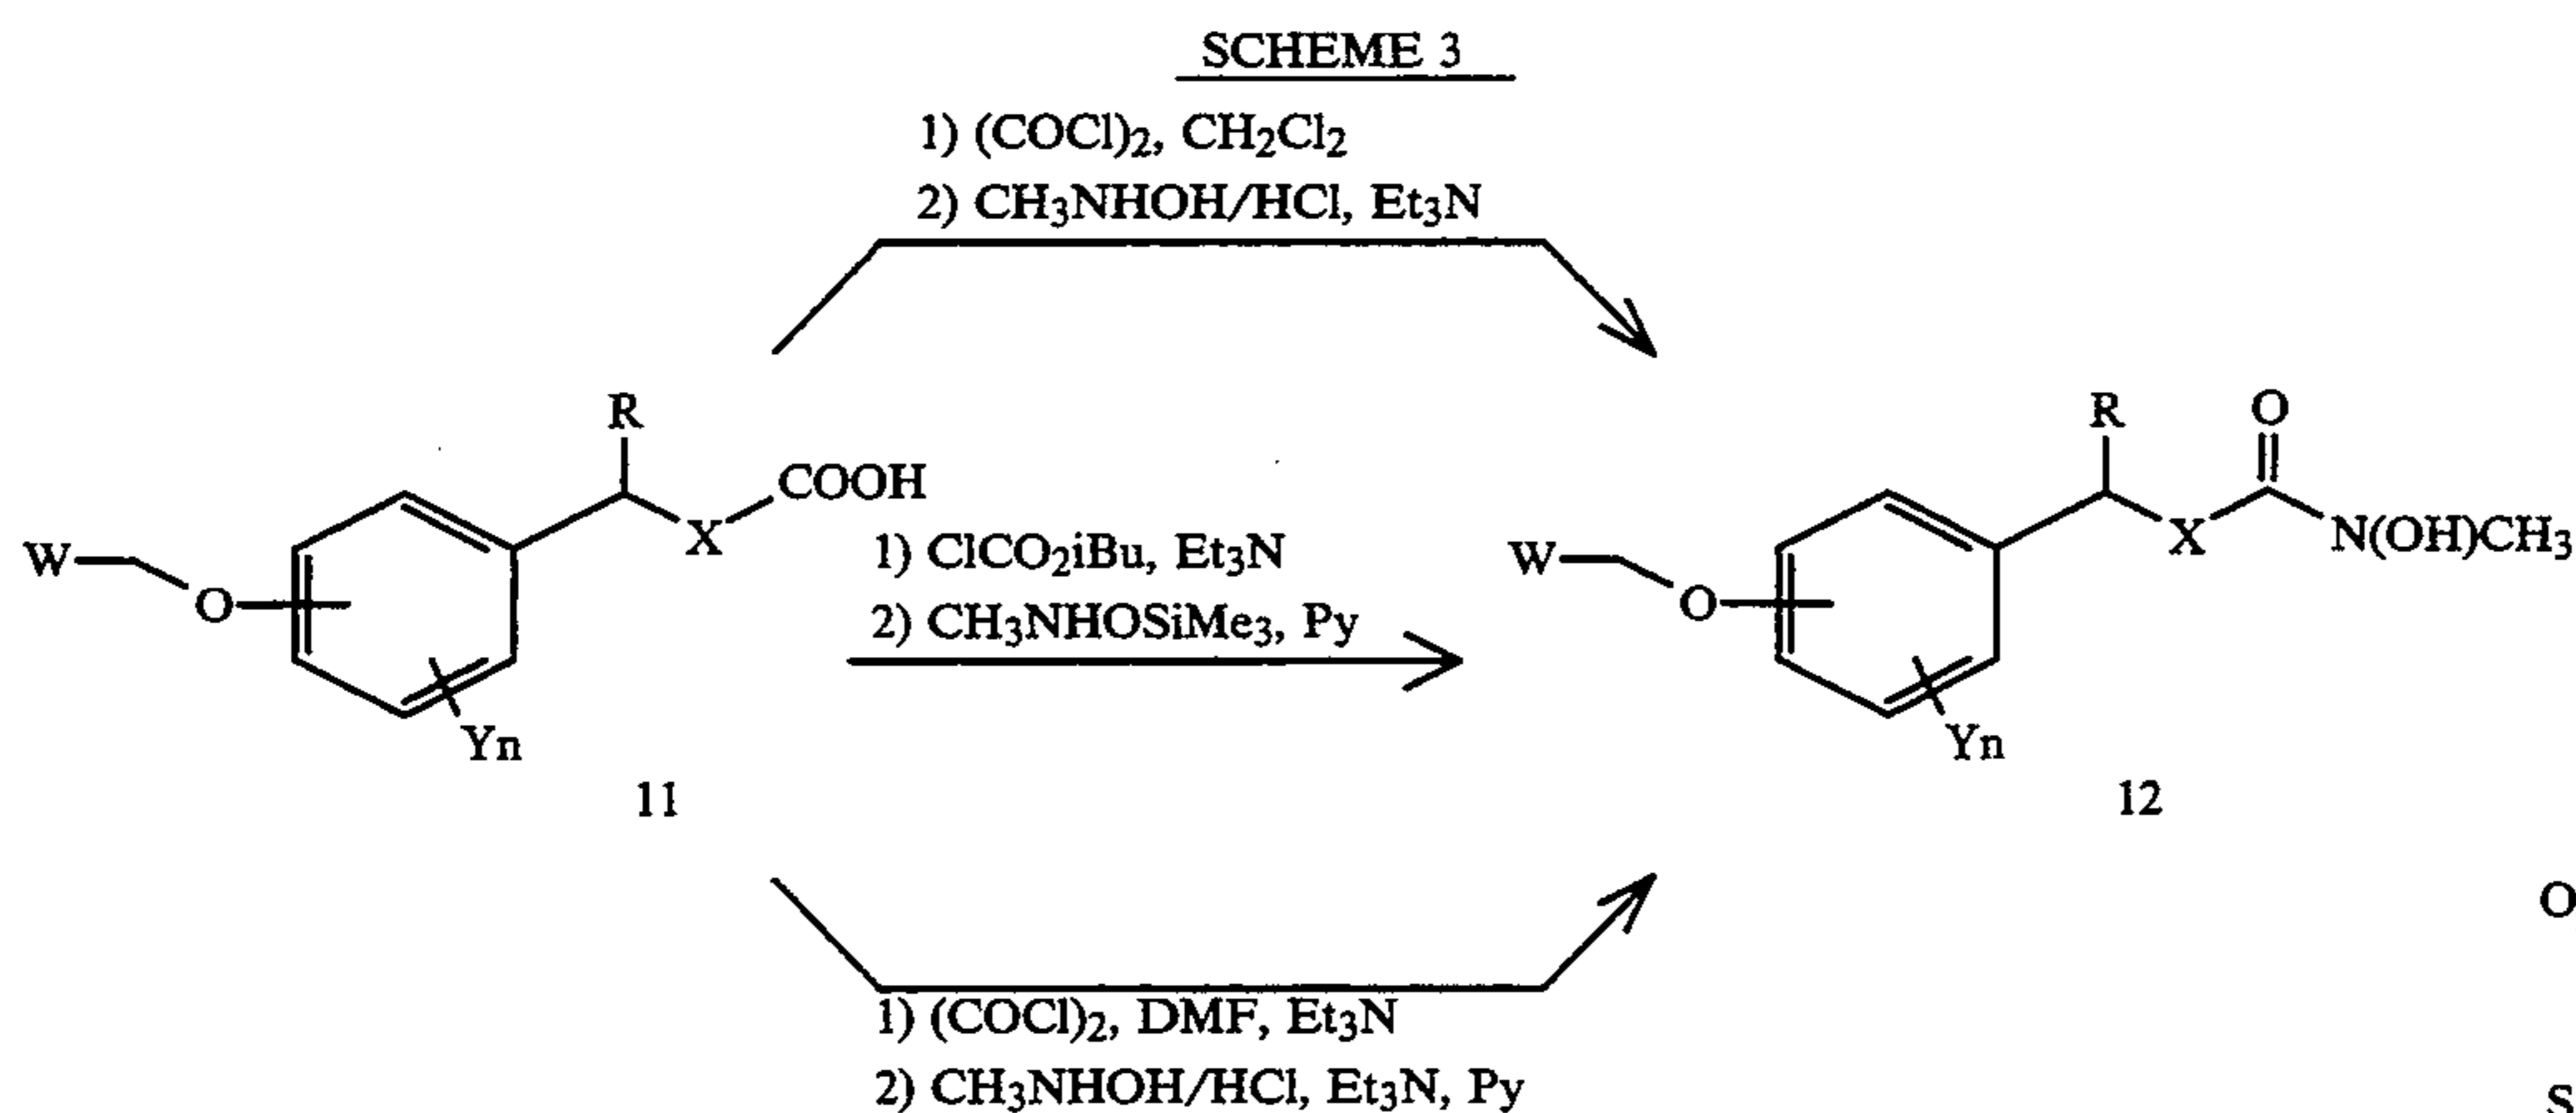 SCHEME 3
1) (COCl)2, CH2Cl2
2) CH3NHOH/HCl, Et3N
R
COOH
X
W
O
Yn
11
1) ClCO2iBu, Et3N
2) CH3NHOSiMe3, Py
R
O
X
N(OH)CH3
W
O
Yn
12
O
1) (COCl)2, DMF, Et3N
2) CH3NHOH/HCl, Et3N, Py
S